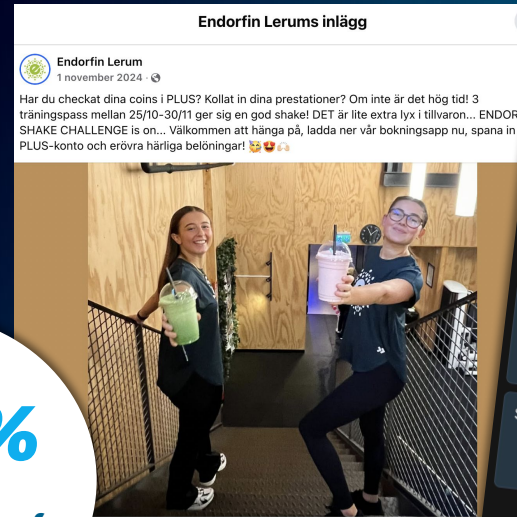 Endorfin Lerums inlägg
Endorfin Lerum
1 november 2024 ·
Har du checkat dina coins i PLUS? Kollat in dina prestationer? Om inte är det hög tid! 3
träningspass mellan 25/10-30/11 ger sig en god shake! DET är lite extra lyx i tillvaron... ENDOR
SHAKE CHALLENGE is on... Välkommen att hänga på, ladda ner vår bokningsapp nu, spana in
PLUS-konto och erövra härliga belöningar! 🥳🤩🙌🏻
%